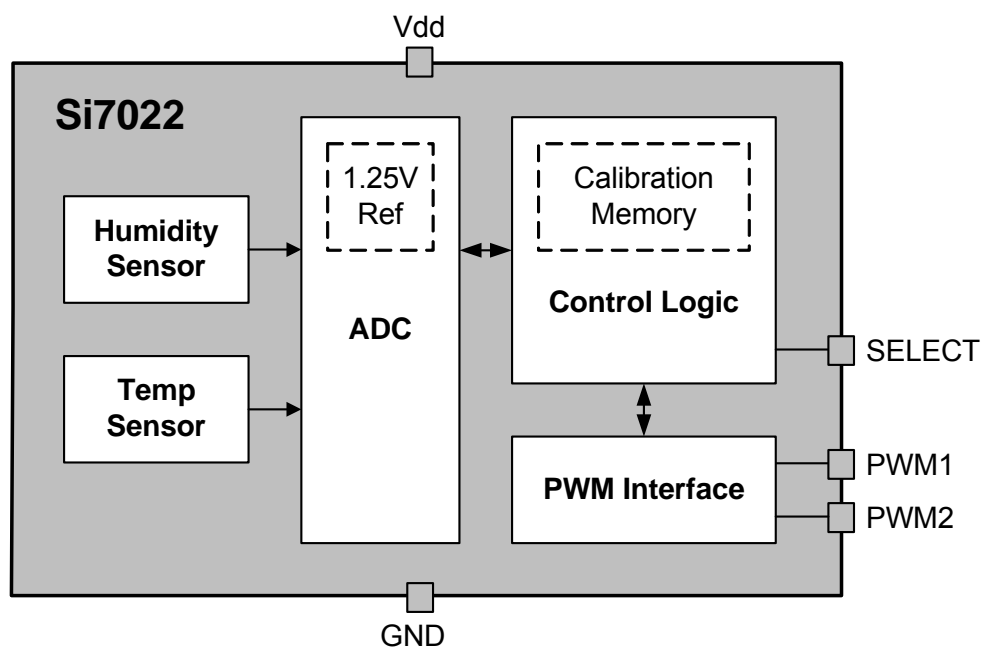 Vdd
Si7022
1.25V
Ref
Calibration
Memory
Humidity
Sensor
ADC
Control Logic
SELECT
Temp
Sensor
PWM Interface
PWM1
PWM2
GND